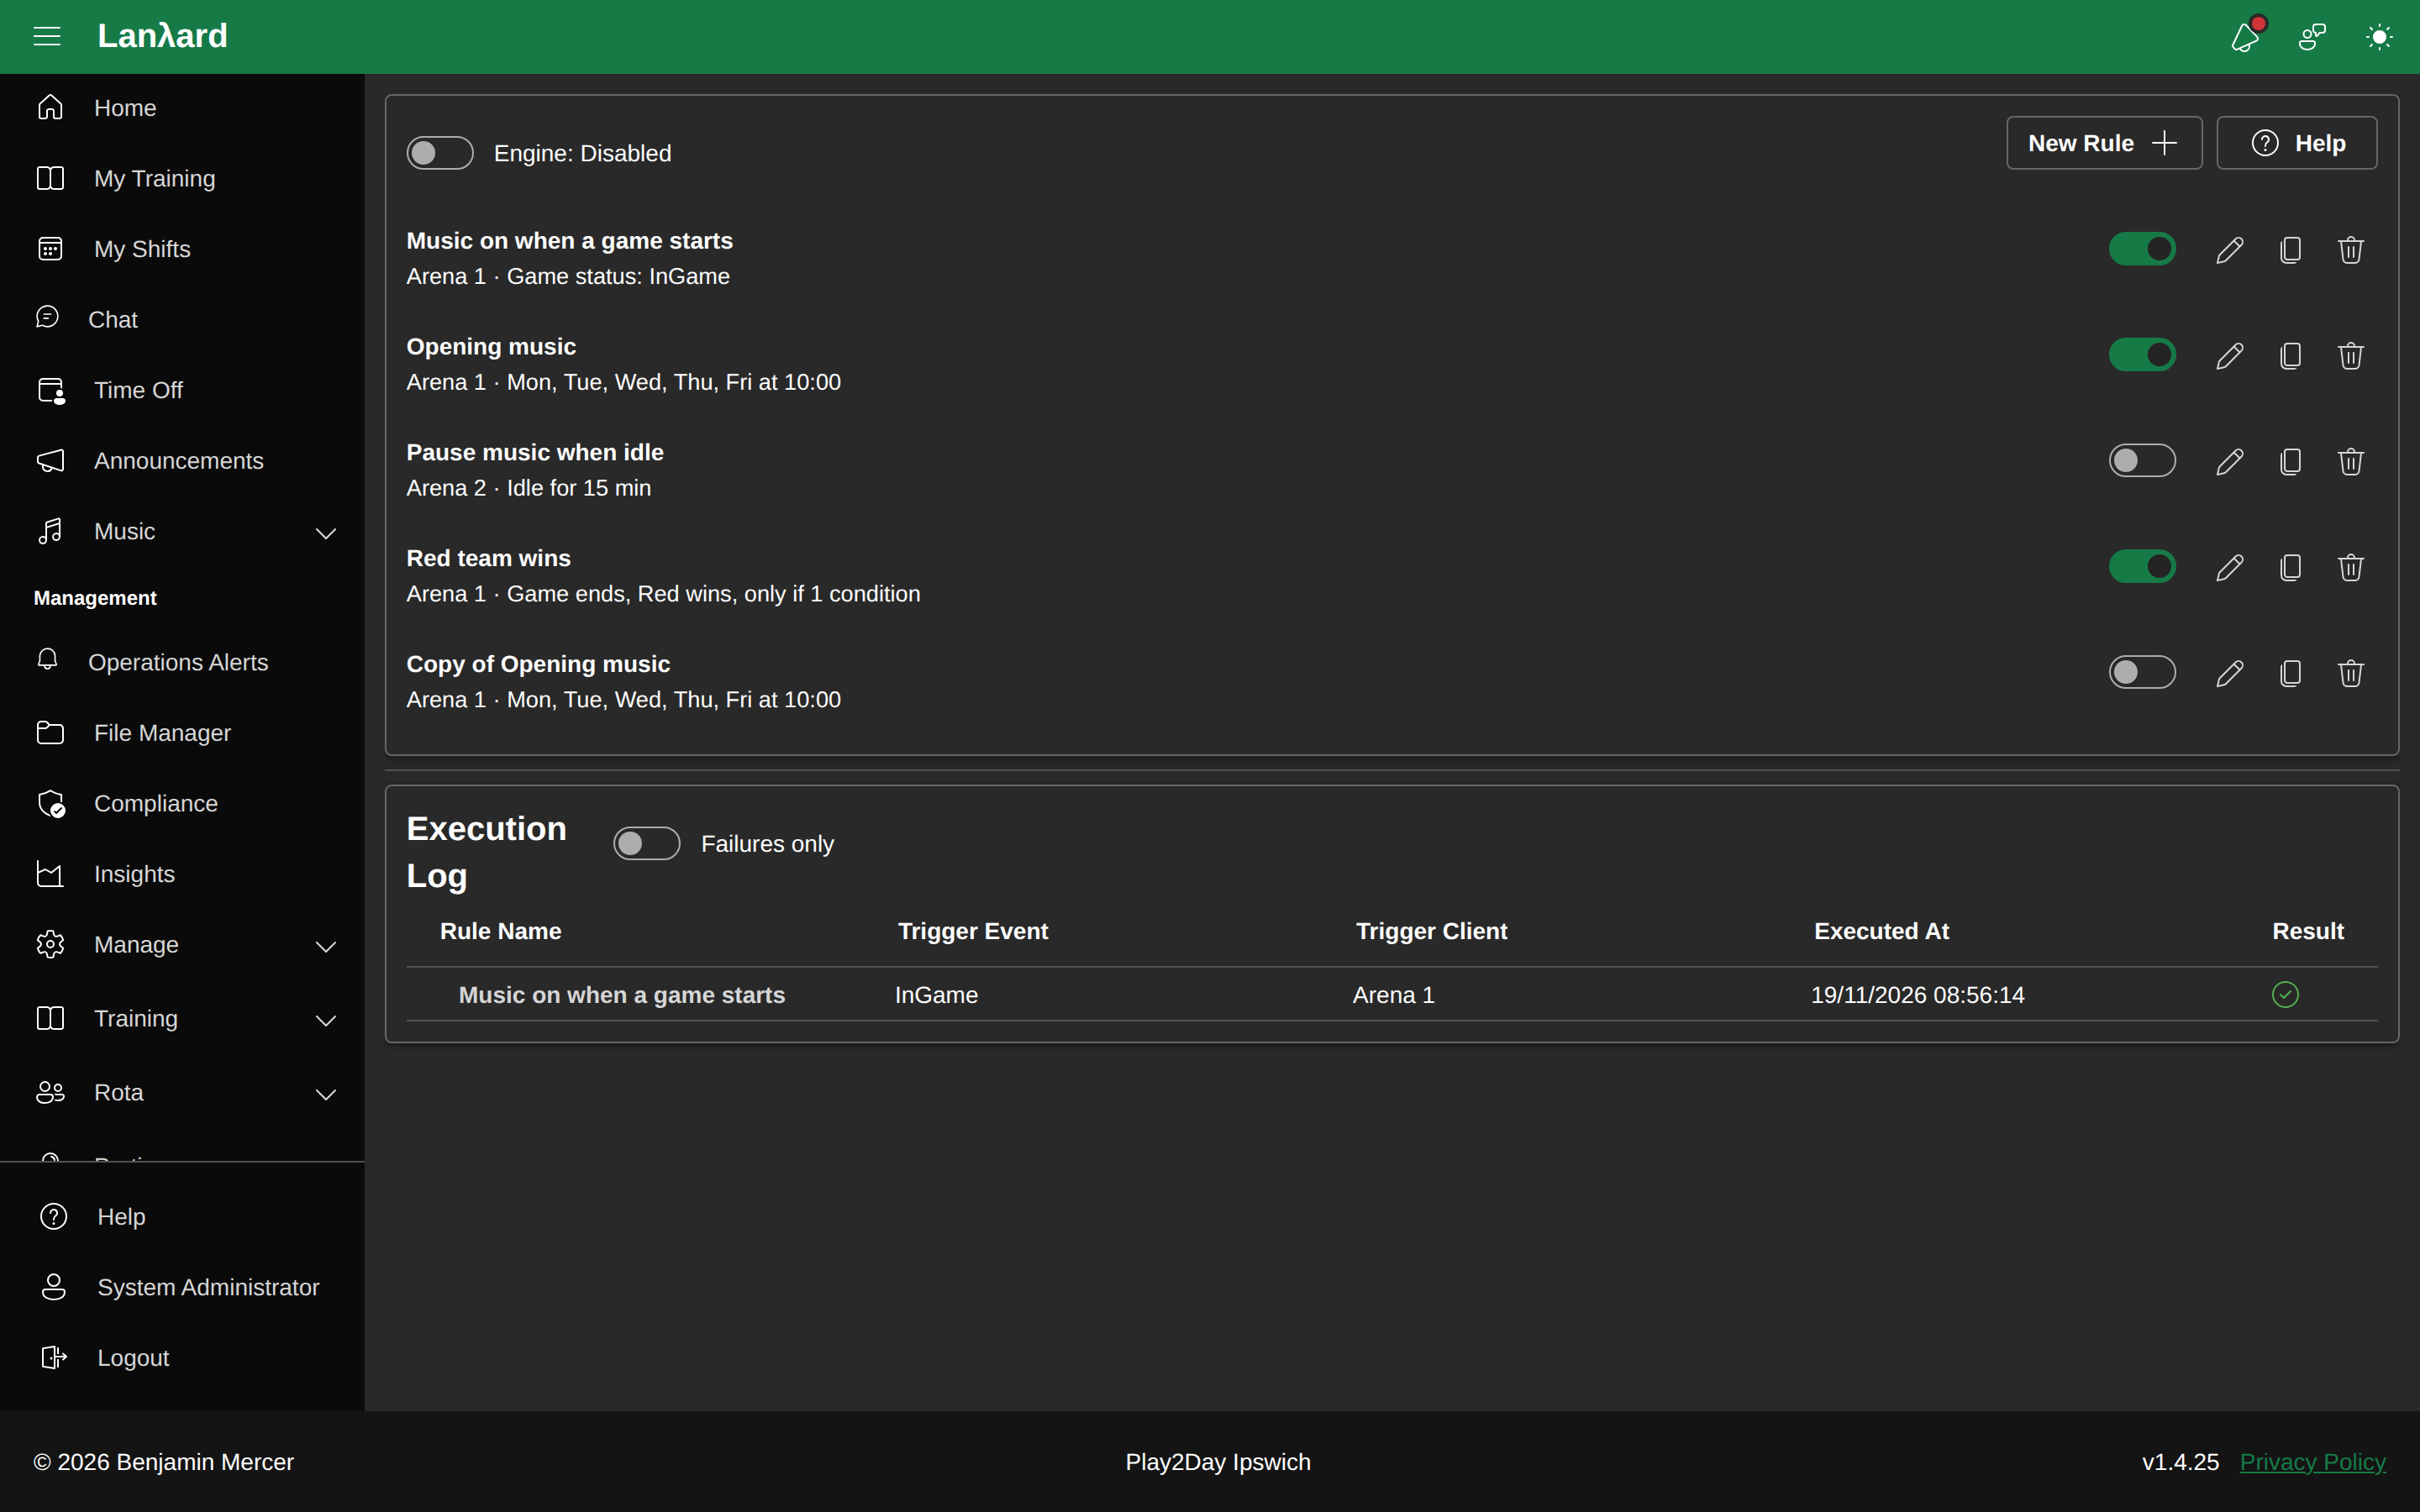 Lanλard
Home
My Training
My Shifts
Chat
Time Off
Announcements
Music
Management
Operations Alerts
File Manager
Compliance
Insights
Manage
Training
Rota
Help
System Administrator
Logout
Engine: Disabled
New Rule
Help
Music on when a game starts
Arena 1 · Game status: InGame
Opening music
Arena 1 · Mon, Tue, Wed, Thu, Fri at 10:00
Pause music when idle
Arena 2 · Idle for 15 min
Red team wins
Arena 1 · Game ends, Red wins, only if 1 condition
Copy of Opening music
Arena 1 · Mon, Tue, Wed, Thu, Fri at 10:00
Execution
Log
Failures only
Rule Name Trigger Event Trigger Client Executed At Result
Music on when a game starts InGame Arena 1 19/11/2026 08:56:14
© 2026 Benjamin Mercer
Play2Day Ipswich
v1.4.25 Privacy Policy